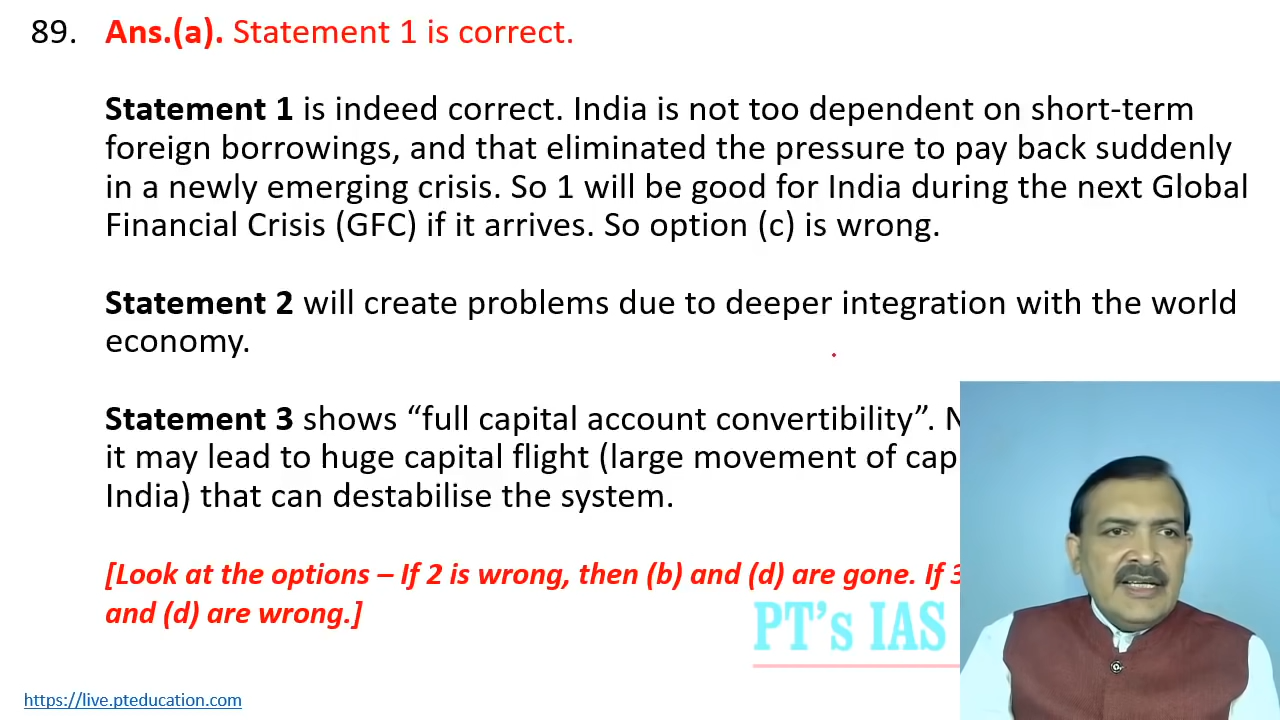 89. Ans.(a). Statement 1 is correct.
Statement 1 is indeed correct. India is not too dependent on short-term
foreign borrowings, and that eliminated the pressure to pay back suddenly
in a newly emerging crisis. So 1 will be good for India during the next Global
Financial Crisis (GFC) if it arrives. So option (c) is wrong.
Statement 2 will create problems due to deeper integration with the world
economy.
Statement 3 shows “full capital account convertibility”.
it may lead to huge capital flight (large movement of cap
India) that can destabilise the system.
[Look at the options – If 2 is wrong, then (b) and (d) are gone. If 3
and (d) are wrong.]
PT's IAS
https://live.pteducation.com